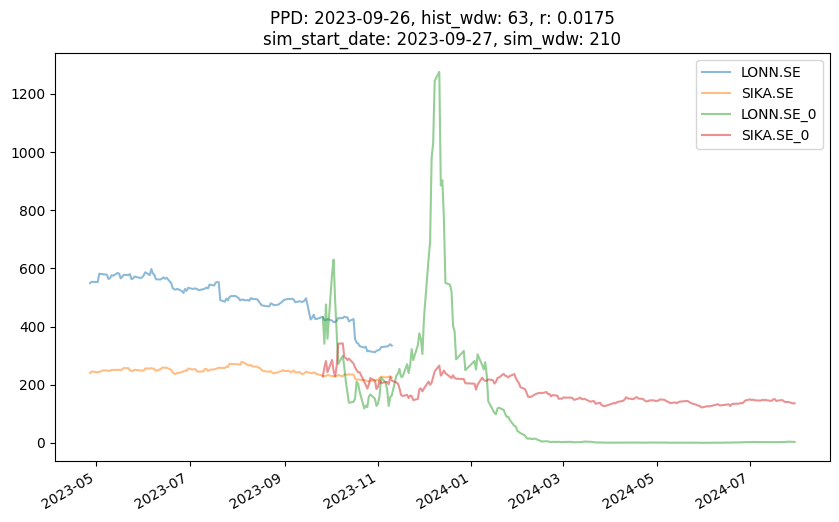 PPD: 2023-09-26, hist_wdw: 63, r: 0.0175
sim_start_date: 2023-09-27, sim_wdw: 210
LONN.SE
SIKA.SE
LONN.SE_0
SIKA.SE_0
1200
1000
800
600
400
200
0
2023-05
2023-07
2023-09
2023-11
2024-01
2024-03
2024-05
2024-07